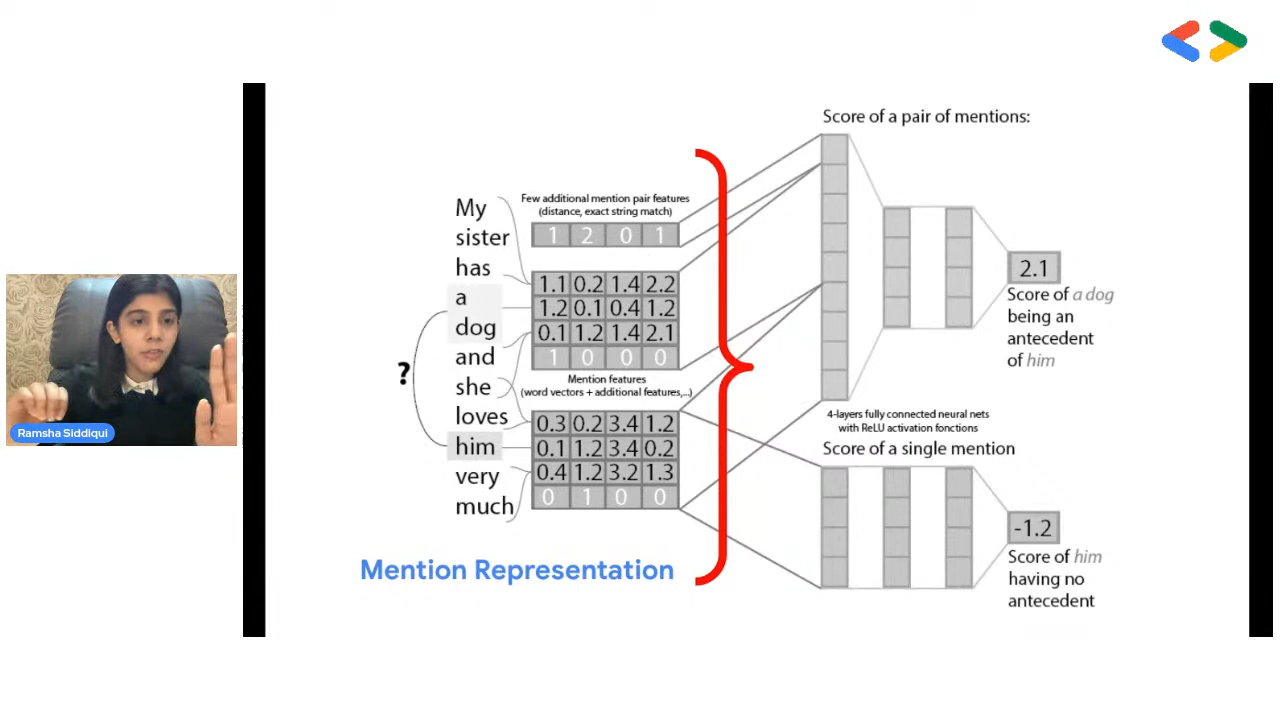 Score of a pair of mentions:
Few additional mention pair features
(distance, exact string match)
1 2 0 1
My
sister
has
a
dog
and
she
loves
him
very
much
?
1.1 0.2 1.4 2.2
1.2 0.1 0.4 1.2
0.1 1.2 1.4 2.1
1 0 0 0
Mention features
(word vectors + additional features,...)
0.3 0.2 3.4 1.2
0.1 1.2 3.4 0.2
0.4 1.2 3.2 1.3
0 1 0 0
Mention Representation
2.1
Score of a dog
being an
antecedent
of him
4-layers fully connected neural nets
with ReLU activation fonctions
Score of a single mention
-1.2
Score of him
having no
antecedent
Ramsha Siddiqui